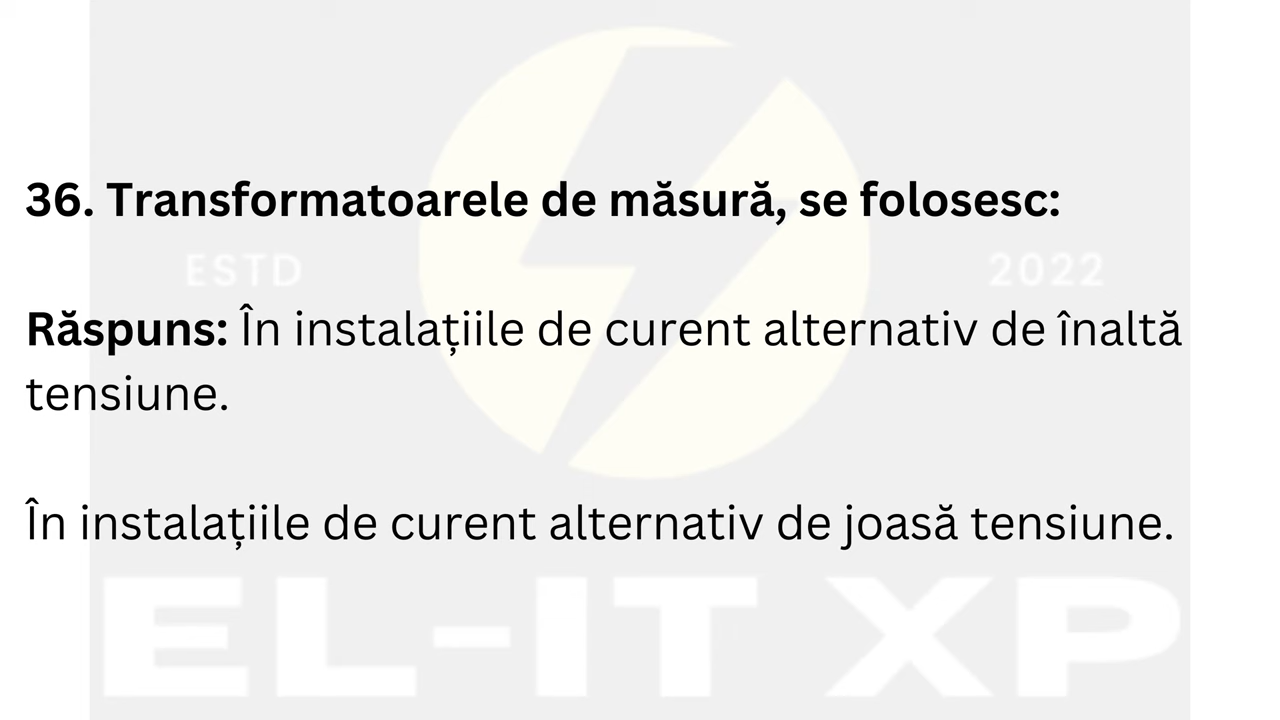 36. Transformatoarele de măsură, se folosesc:
ESTD 2022
Răspuns: În instalațiile de curent alternativ de înaltă
tensiune.
În instalațiile de curent alternativ de joasă tensiune.
EL-IT XP